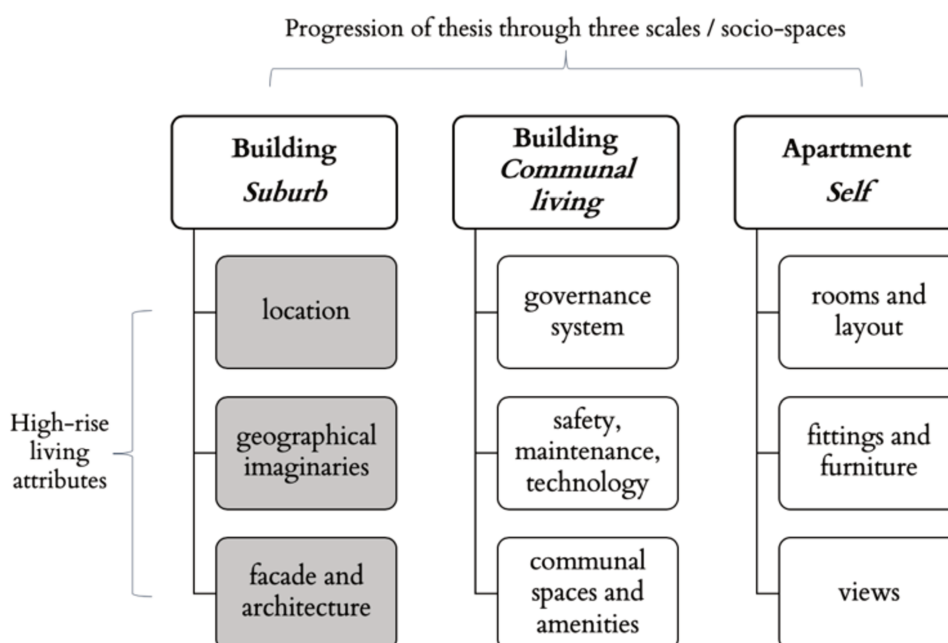 Progression of thesis through three scales / socio-spaces
Building
Suburb
Building
Communal
living
Apartment
Self
High-rise
living
attributes
location
geographical
imaginaries
facade and
architecture
governance
system
safety,
maintenance,
technology
communal
spaces and
amenities
rooms and
layout
fittings and
furniture
views